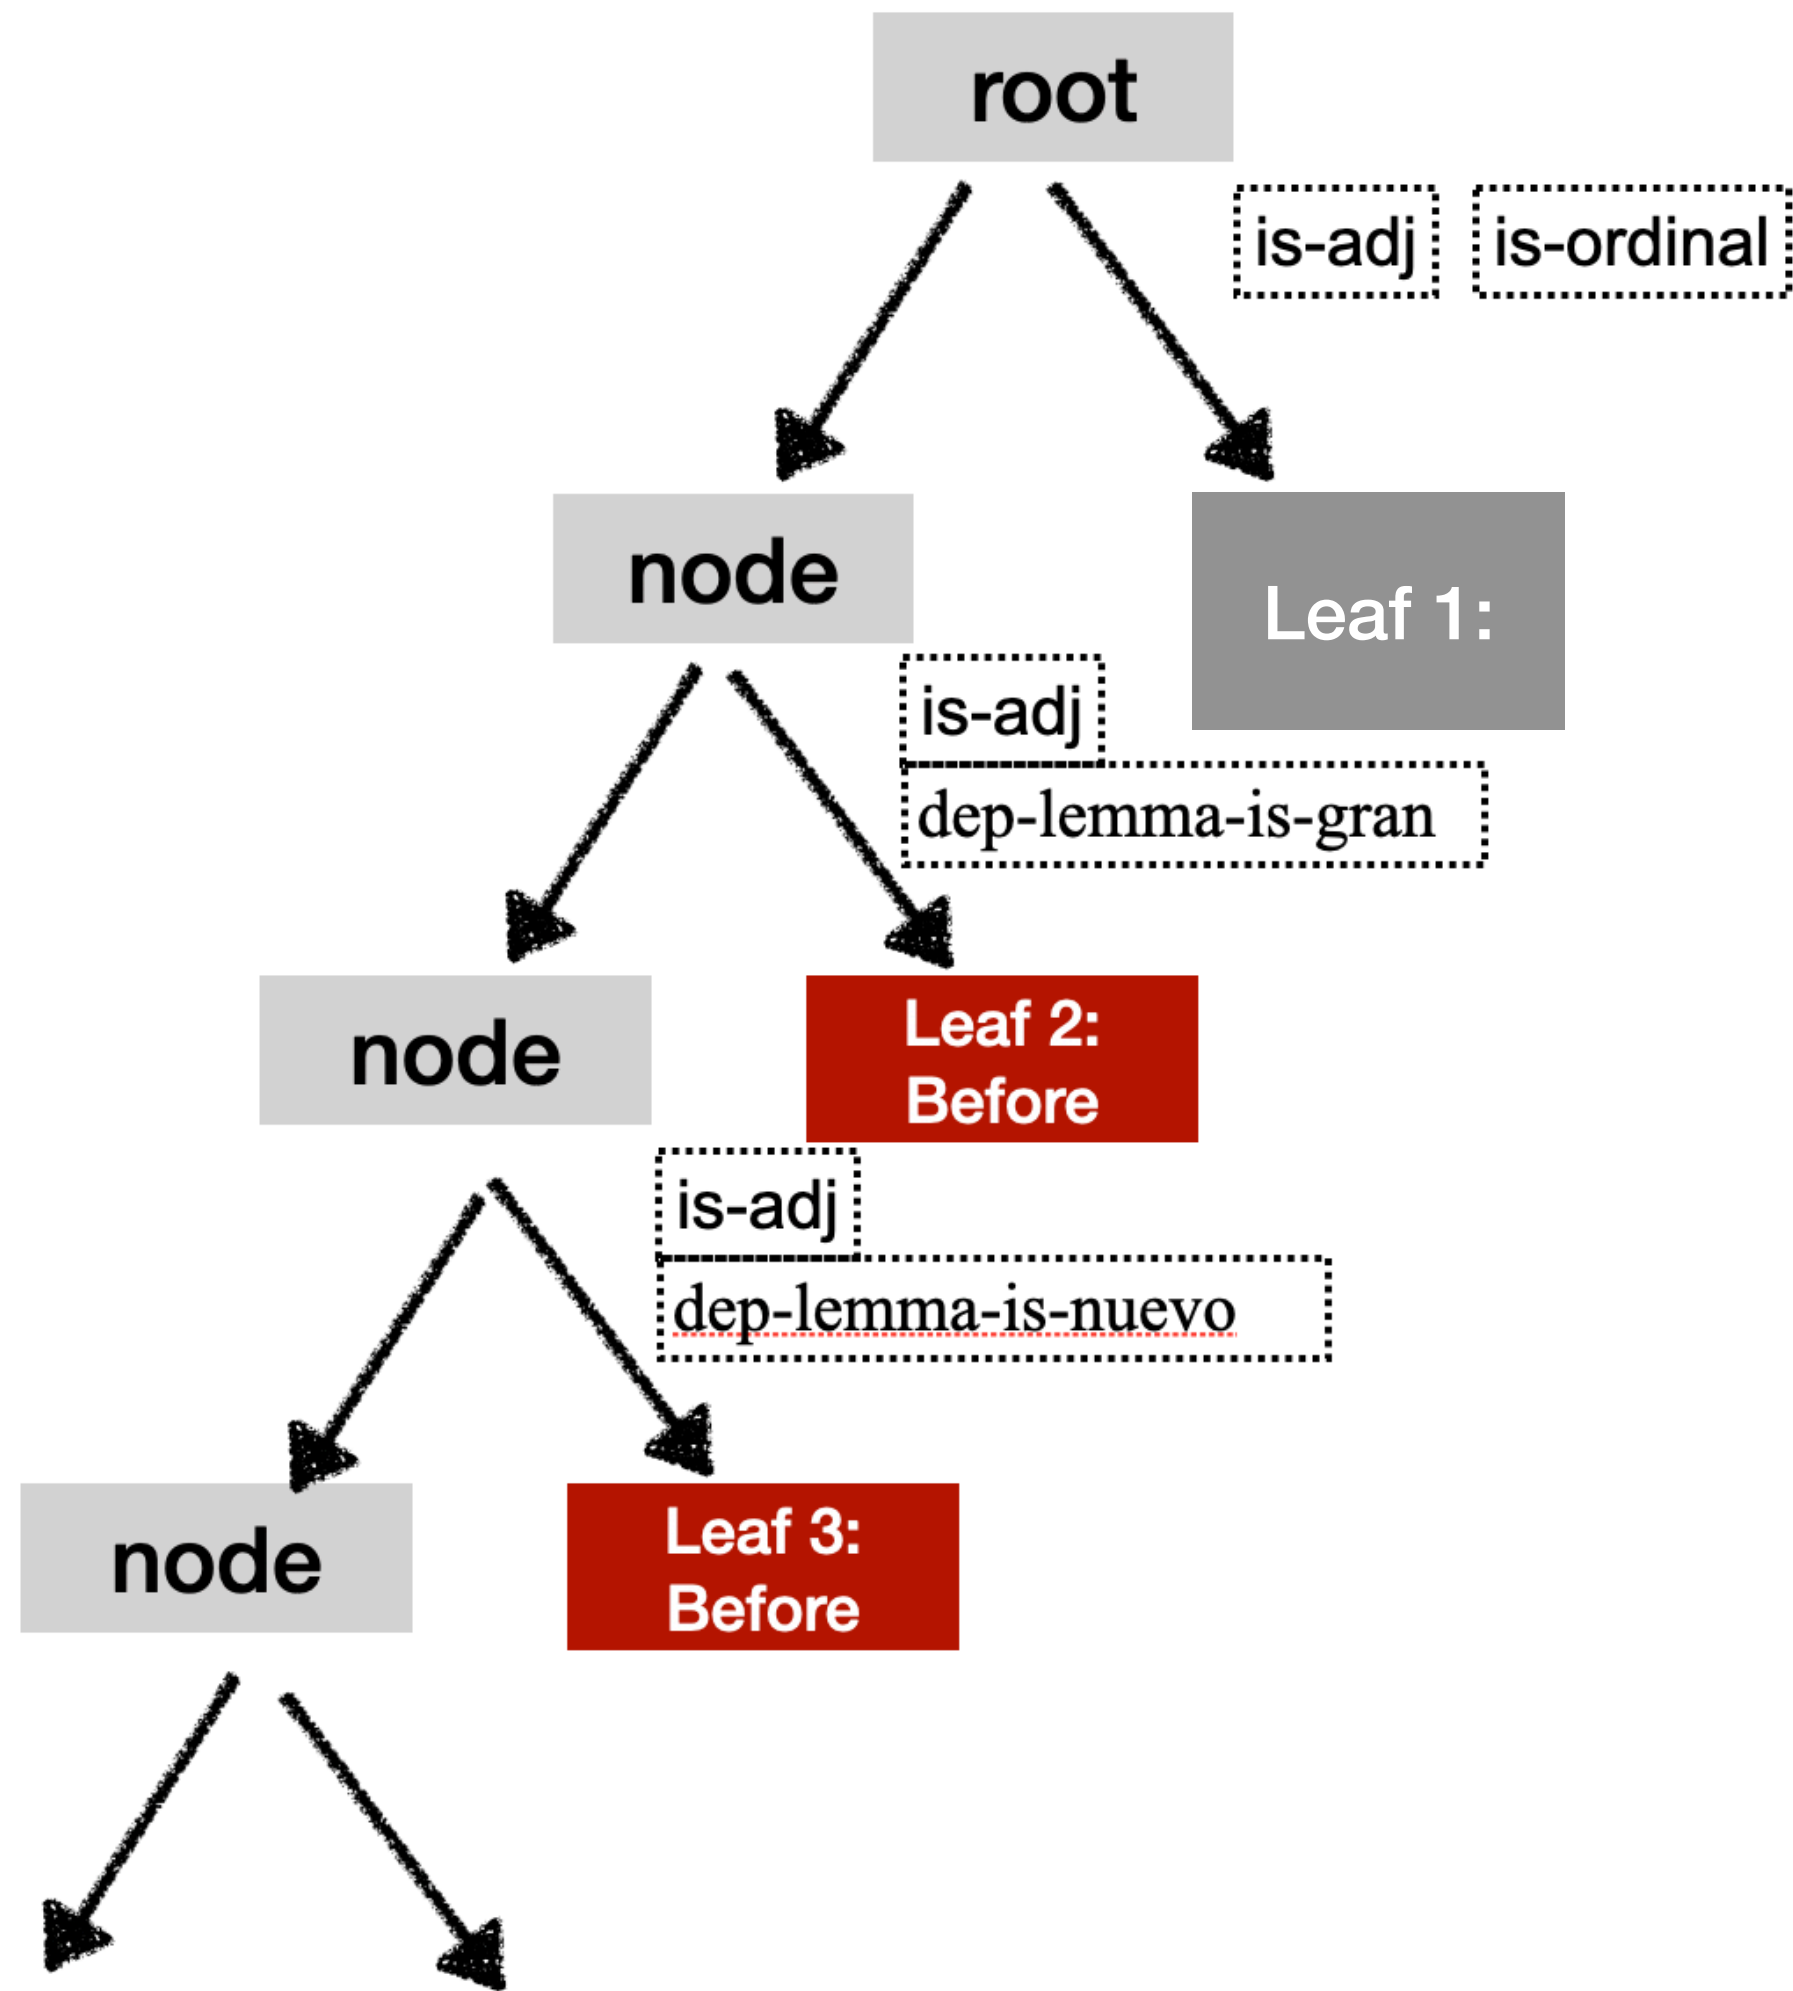 root
is-adj is-ordinal
node
Leaf 1:
is-adj
dep-lemma-is-gran
node
Leaf 2:
Before
is-adj
dep-lemma-is-nuevo
node
Leaf 3:
Before